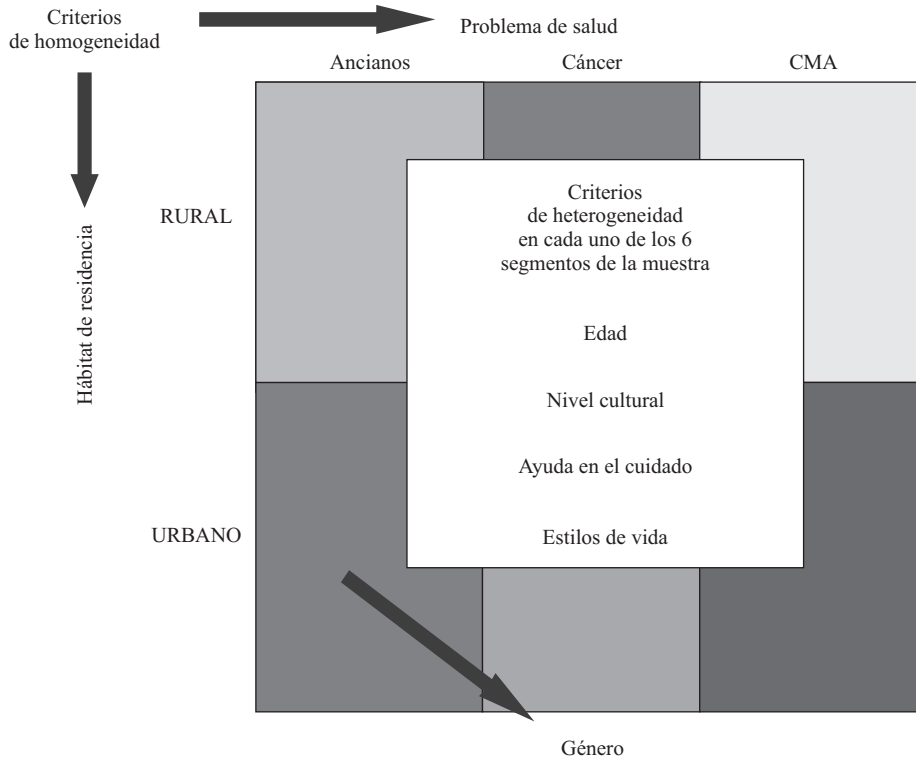 Criterios
de homogeneidad
Problema de salud
Ancianos
Cáncer
CMA
Hábitat de residencia
RURAL
URBANO
Criterios
de heterogeneidad
en cada uno de los 6
segmentos de la muestra
Edad
Nivel cultural
Ayuda en el cuidado
Estilos de vida
Género